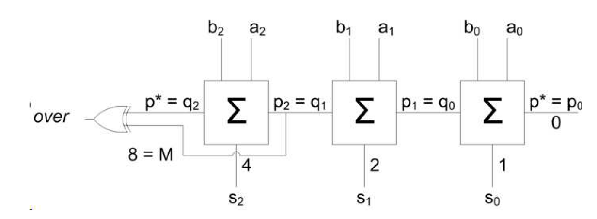 b₂ a₂ b₁ a₁ b₀ a₀
over p* = q₂ Σ p₂ = q₁ Σ p₁ = q₀ Σ p* = p₀
0
8 = M 4 2 1
s₂ s₁ s₀